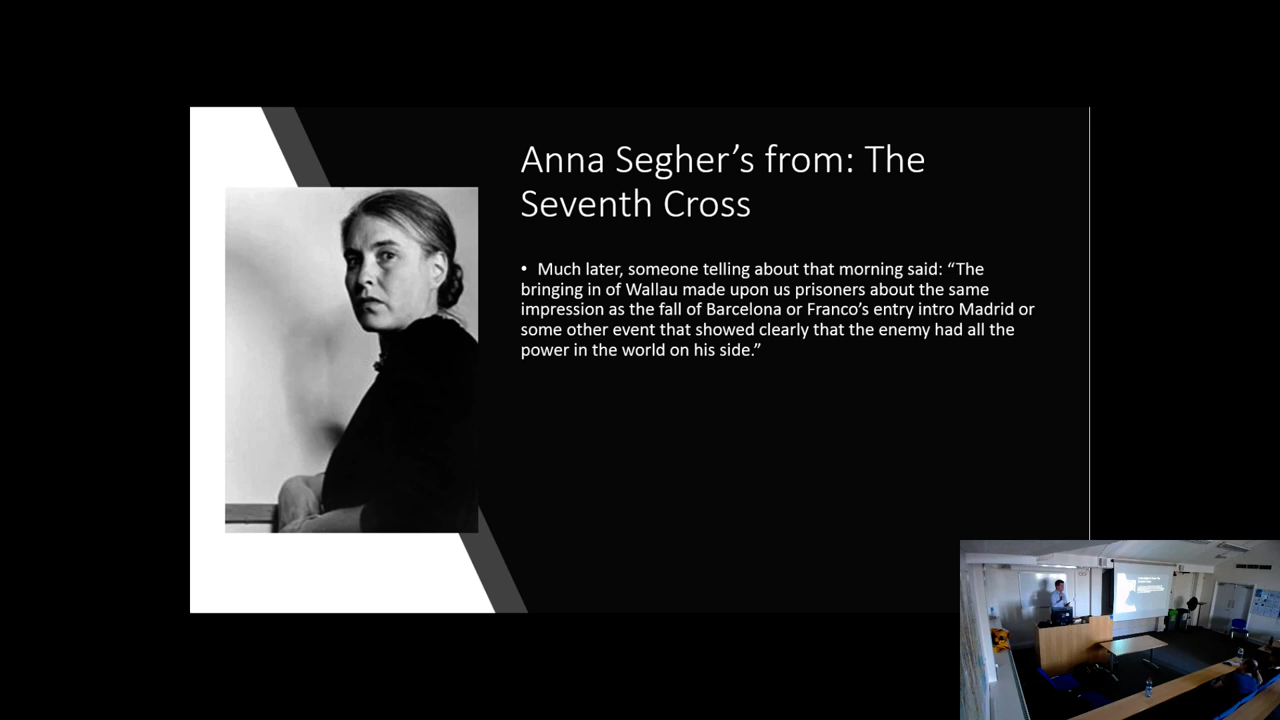 Anna Segher’s from: The
Seventh Cross
• Much later, someone telling about that morning said: “The
bringing in of Wallau made upon us prisoners about the same
impression as the fall of Barcelona or Franco’s entry intro Madrid or
some other event that showed clearly that the enemy had all the
power in the world on his side.”